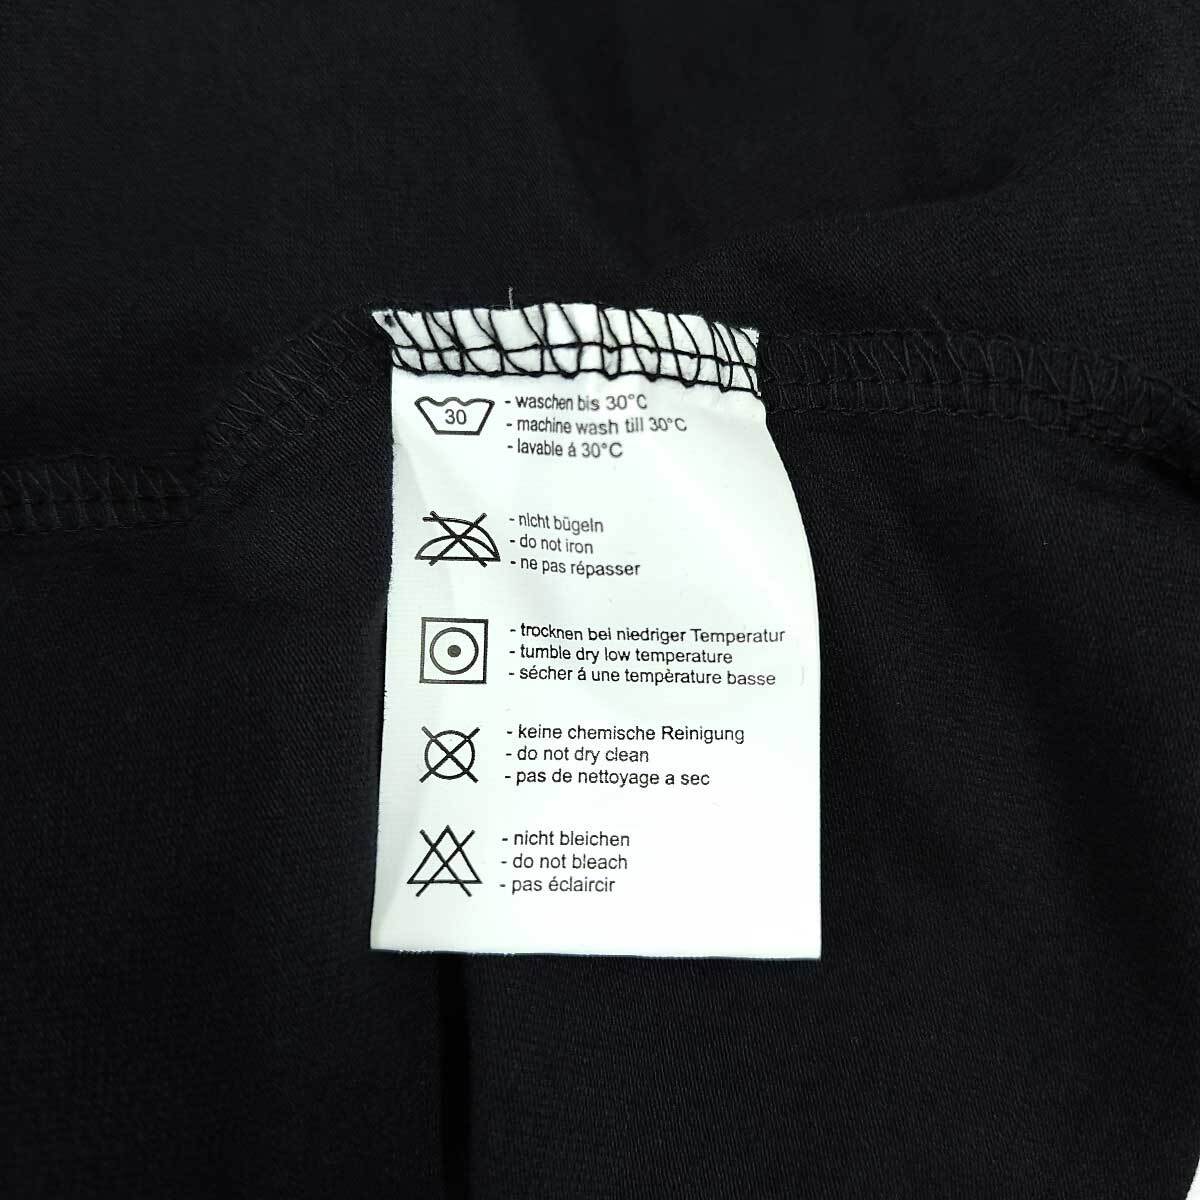 30
- waschen bis 30°C
- machine wash till 30°C
- lavable á 30°C
- nicht bügeln
- do not iron
- ne pas répasser
- trocknen bei niedriger Temperatur
- tumble dry low temperature
- sécher á une tempèrature basse
- keine chemische Reinigung
- do not dry clean
- pas de nettoyage a sec
- nicht bleichen
- do not bleach
- pas éclaircir